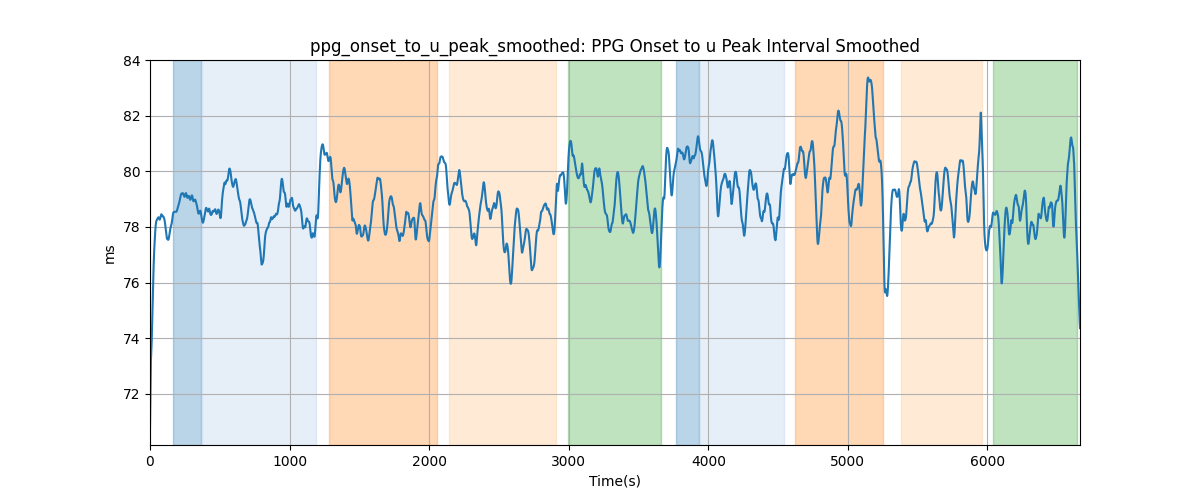 ppg_onset_to_u_peak_smoothed: PPG Onset to u Peak Interval Smoothed
84
82
80
78
76
74
72
ms
0 1000 2000 3000 4000 5000 6000
Time(s)